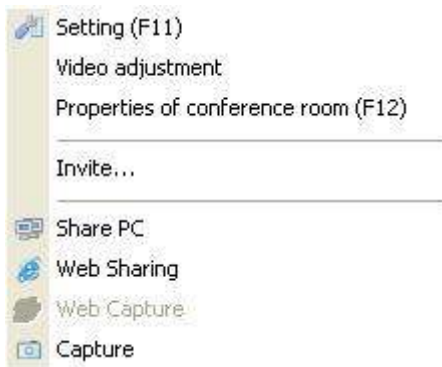 Setting (F11)
Video adjustment
Properties of conference room (F12)
Invite...
Share PC
Web Sharing
Web Capture
Capture